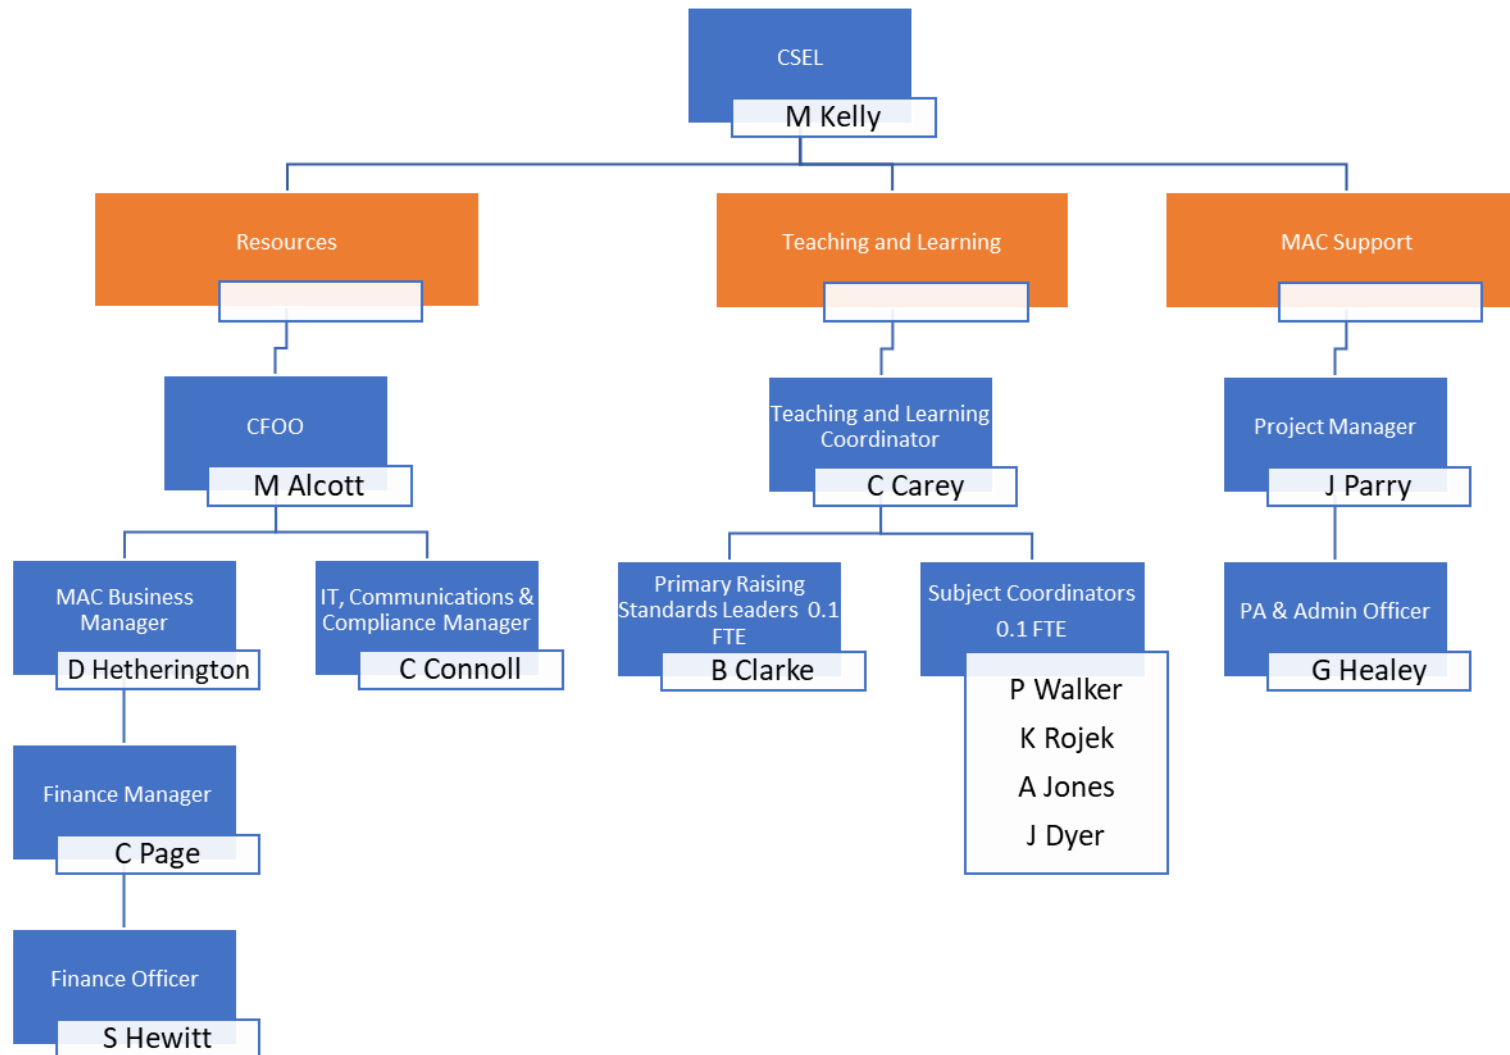 CSEL
M Kelly
Resources
Teaching and Learning
MAC Support
CFOO
M Alcott
Teaching and Learning
Coordinator
C Carey
Project Manager
J Parry
MAC Business
Manager
D Hetherington
IT, Communications &
Compliance Manager
C Connoll
Primary Raising
Standards Leaders 0.1
FTE
B Clarke
Subject Coordinators
0.1 FTE
P Walker
K Rojek
A Jones
J Dyer
PA & Admin Officer
G Healey
Finance Manager
C Page
Finance Officer
S Hewitt